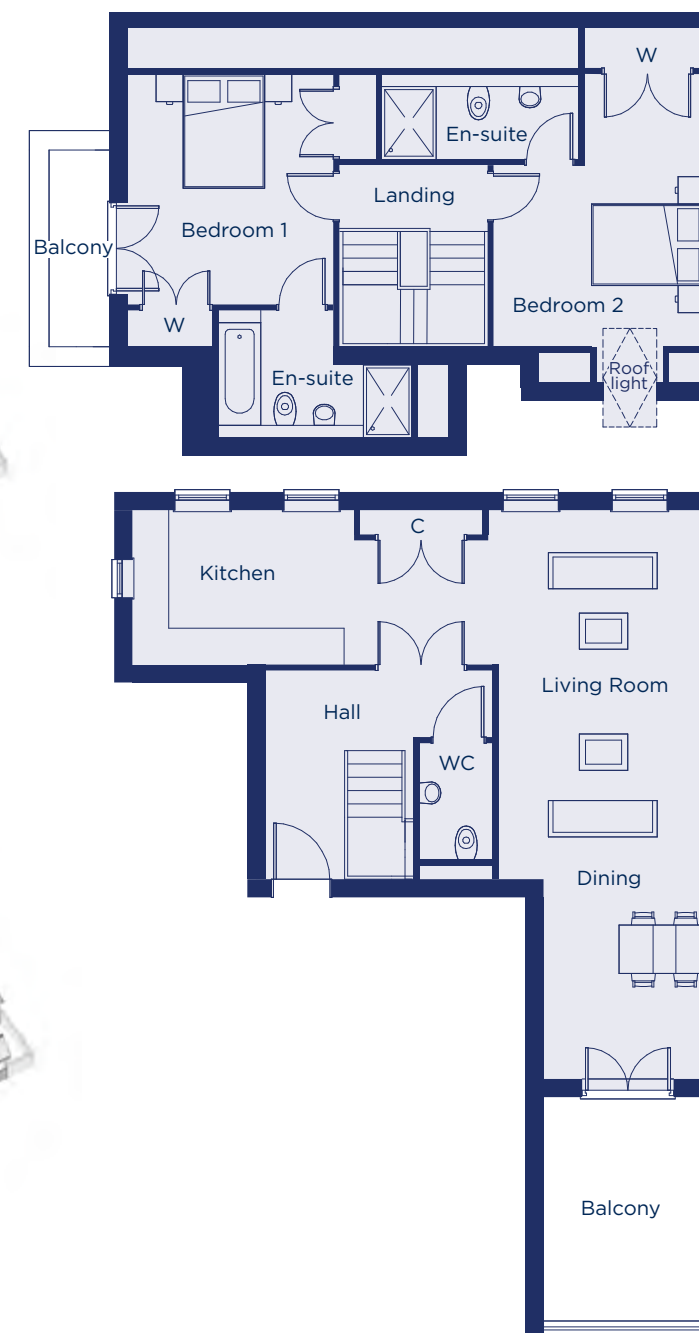 W
En-suite
Landing
Bedroom 1
Balcony
Bedroom 2
W
En-suite
Roof
light
C
Kitchen
Living Room
Hall
WC
Dining
Balcony